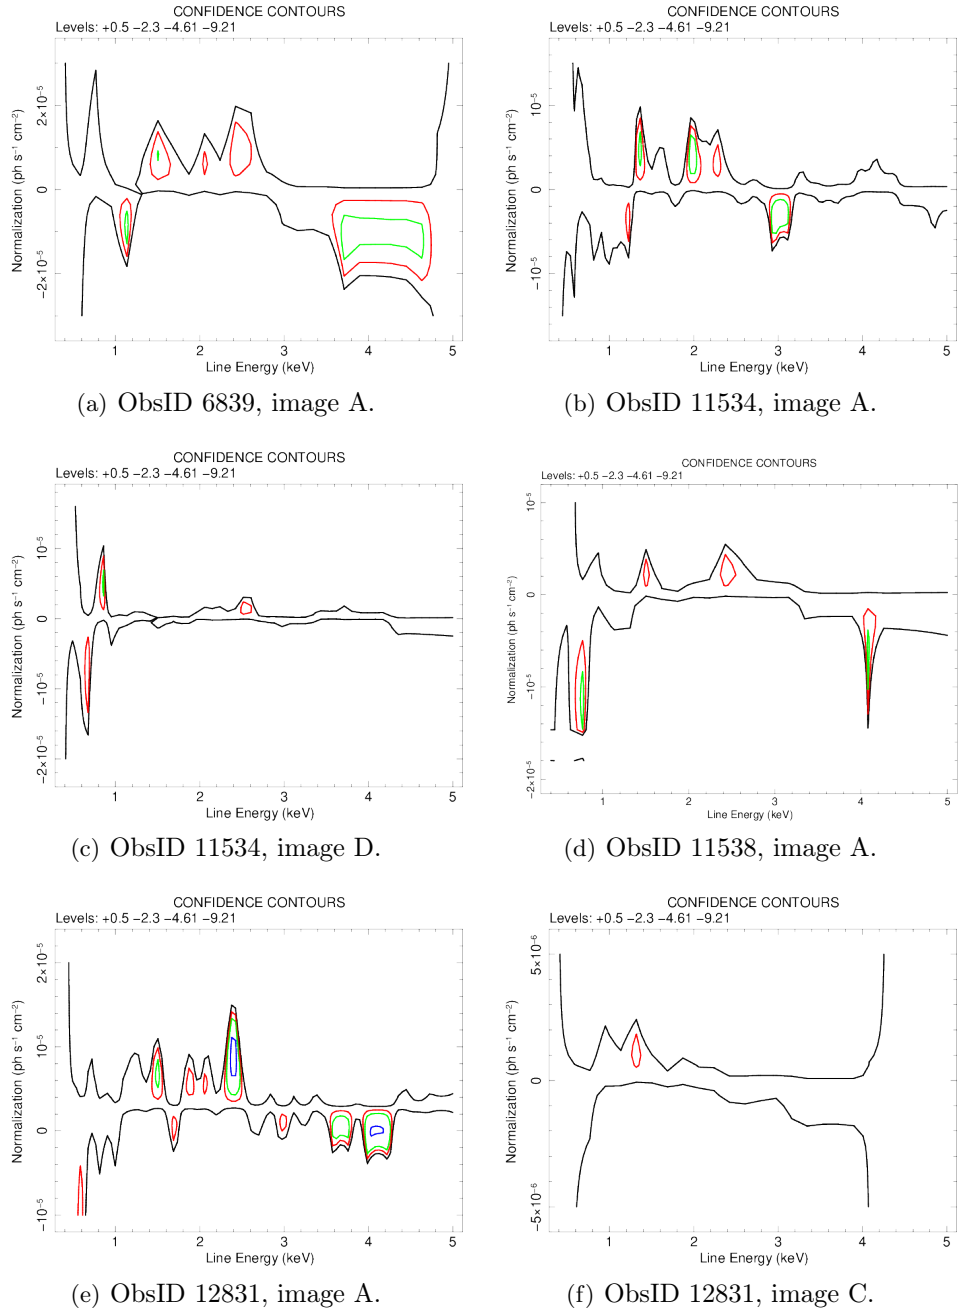 CONFIDENCE CONTOURS
Levels: +0.5 −2.3 −4.61 −9.21
Normalization (ph s⁻¹ cm⁻²)
2×10⁻⁵
0
−2×10⁻⁵
1 2 3 4 5
Line Energy (keV)
(a) ObsID 6839, image A.
CONFIDENCE CONTOURS
Levels: +0.5 −2.3 −4.61 −9.21
Normalization (ph s⁻¹ cm⁻²)
10⁻⁵
0
−10⁻⁵
1 2 3 4 5
Line Energy (keV)
(b) ObsID 11534, image A.
CONFIDENCE CONTOURS
Levels: +0.5 −2.3 −4.61 −9.21
Normalization (ph s⁻¹ cm⁻²)
10⁻⁵
0
−10⁻⁵
−2×10⁻⁵
1 2 3 4 5
Line Energy (keV)
(c) ObsID 11534, image D.
CONFIDENCE CONTOURS
Levels: +0.5 −2.3 −4.61 −9.21
Normalization (ph s⁻¹ cm⁻²)
10⁻⁵
0
−10⁻⁵
−2×10⁻⁵
1 2 3 4 5
Line Energy (keV)
(d) ObsID 11538, image A.
CONFIDENCE CONTOURS
Levels: +0.5 −2.3 −4.61 −9.21
Normalization (ph s⁻¹ cm⁻²)
2×10⁻⁵
10⁻⁵
0
−10⁻⁵
1 2 3 4 5
Line Energy (keV)
(e) ObsID 12831, image A.
CONFIDENCE CONTOURS
Levels: +0.5 −2.3 −4.61 −9.21
Normalization (ph s⁻¹ cm⁻²)
5×10⁻⁶
0
−5×10⁻⁶
1 2 3 4 5
Line Energy (keV)
(f) ObsID 12831, image C.